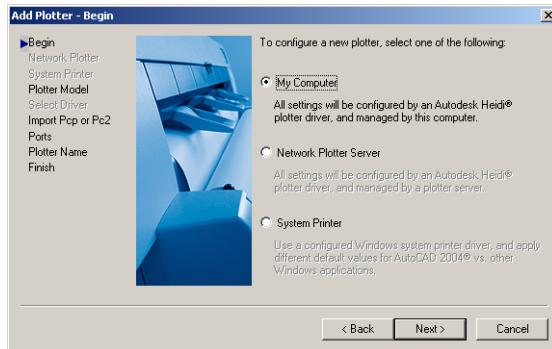 Add Plotter - Begin
Begin
Network Plotter
System Printer
Plotter Model
Select Driver
Import Pcp or Pc2
Ports
Plotter Name
Finish
To configure a new plotter, select one of the following:
My Computer
All settings will be configured by an Autodesk Heidi®
plotter driver, and managed by this computer.
Network Plotter Server
All settings will be configured by an Autodesk Heidi®
plotter driver, and managed by a plotter server.
System Printer
Use a configured Windows system printer driver, and apply
different default values for AutoCAD 2004® vs. other
Windows applications.
< Back
Next >
Cancel